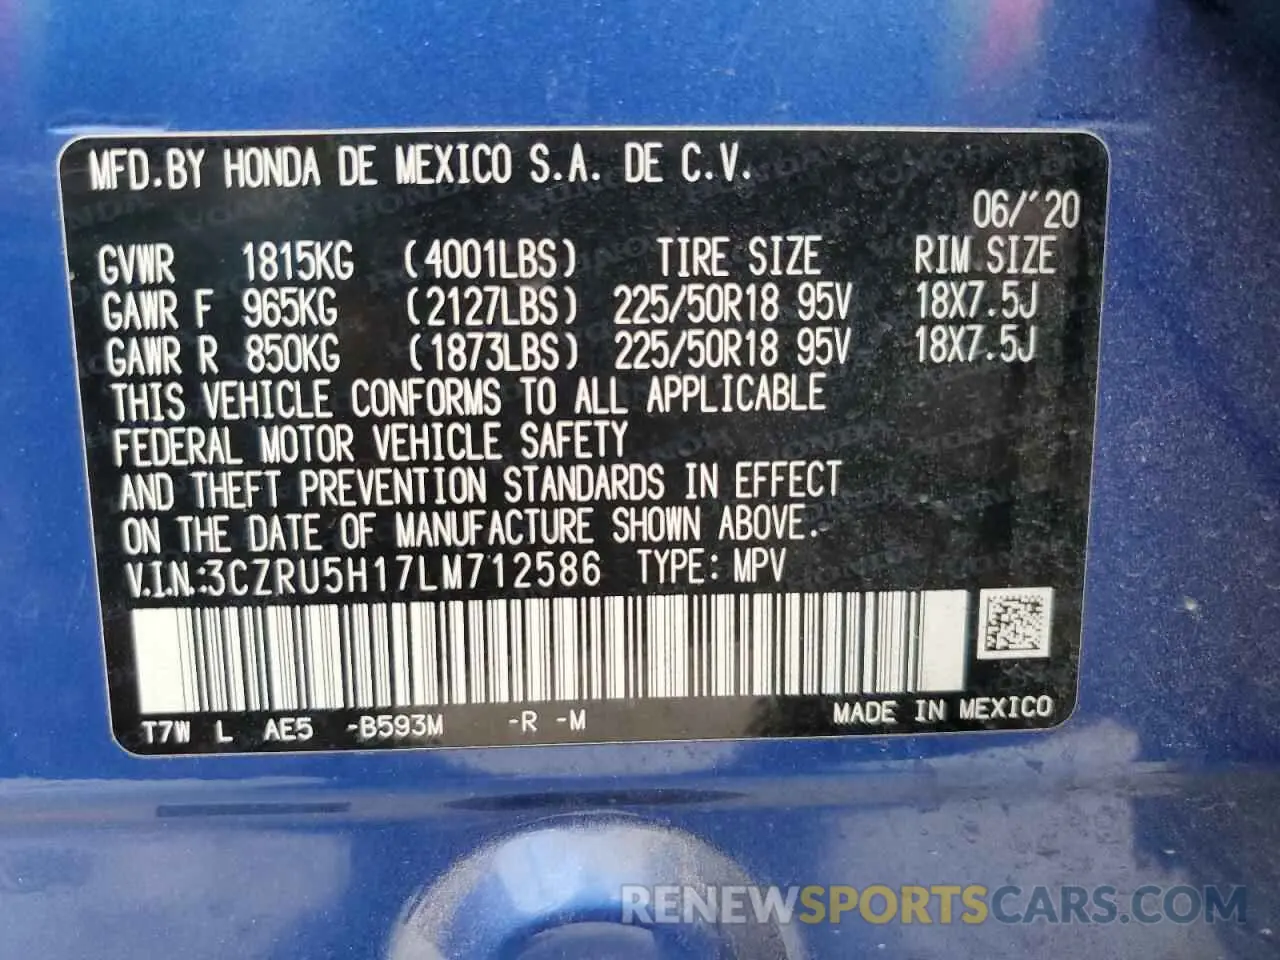 MFD.BY HONDA DE MEXICO S.A. DE C.V.
06/'20
GVWR 1815KG (4001LBS) TIRE SIZE RIM SIZE
GAWR F 965KG (2127LBS) 225/50R18 95V 18X7.5J
GAWR R 850KG (1873LBS) 225/50R18 95V 18X7.5J
THIS VEHICLE CONFORMS TO ALL APPLICABLE
FEDERAL MOTOR VEHICLE SAFETY
AND THEFT PREVENTION STANDARDS IN EFFECT
ON THE DATE OF MANUFACTURE SHOWN ABOVE.
V.I.N.:3CZRU5H17LM712586 TYPE: MPV
T7W L AE5 -B593M -R -M MADE IN MEXICO
RENEWSPORTSCARS.COM